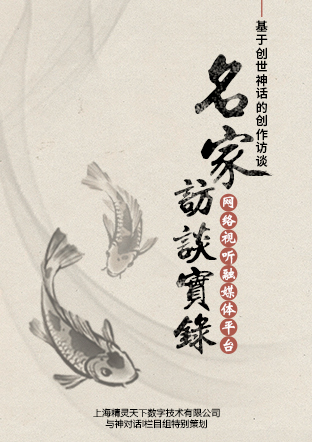 基于创世神话的创作访谈
名家訪談實錄
网络视听融媒体平台
上海精灵天下数字技术有限公司
与神对话栏目组特别策划